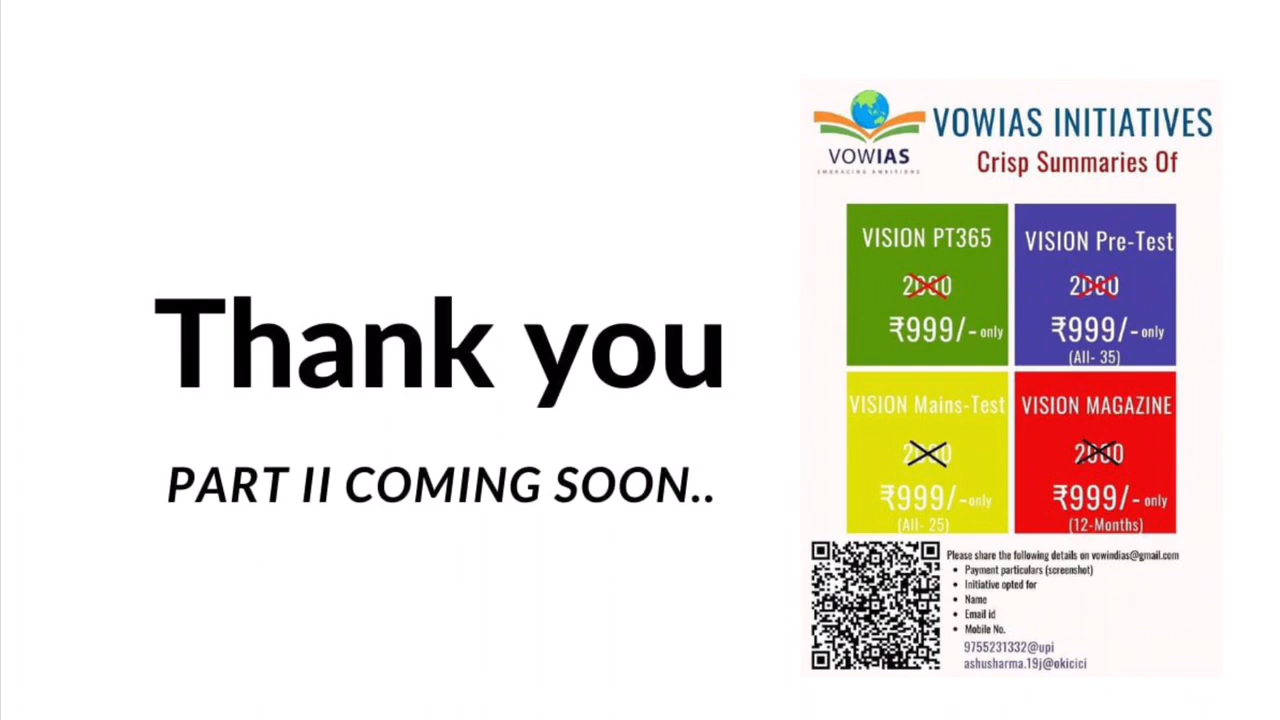 Thank you
PART II COMING SOON..
VOWIAS
EMBRACING AMBITIONS
VOWIAS INITIATIVES
Crisp Summaries Of
VISION PT365
2000
₹999/- only
VISION Pre-Test
2000
₹999/- only
(All- 35)
VISION Mains-Test
2000
₹999/-only
(All- 25)
VISION MAGAZINE
2000
₹999/- only
(12-Months)
Please share the following details on vowindias@gmail.com
• Payment particulars (screenshot)
• Initiative opted for
• Name
• Email id
• Mobile No.
9755231332@upi
ashusharma.19j@okicici